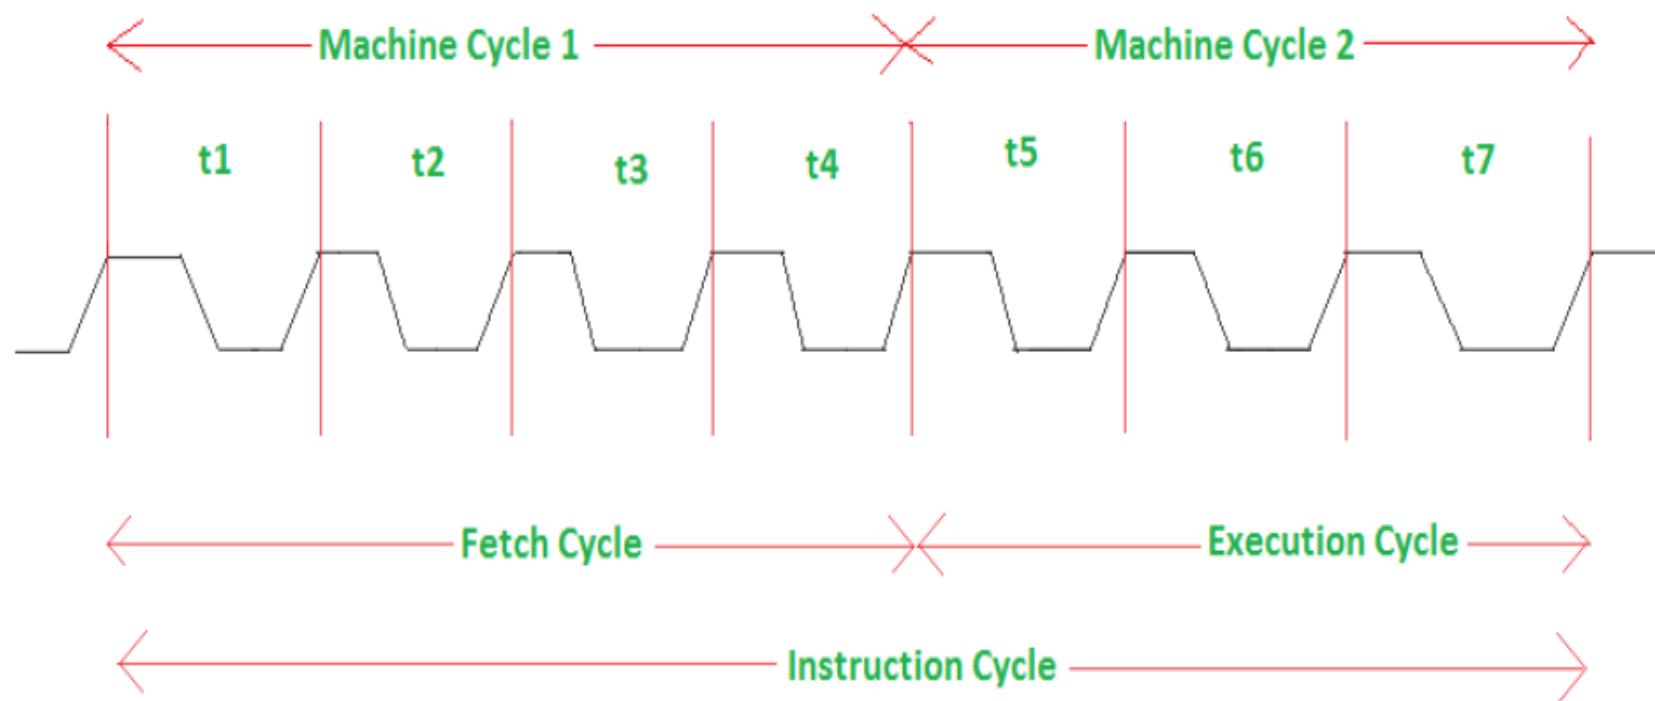 Machine Cycle 1
Machine Cycle 2
t1
t2
t3
t4
t5
t6
t7
Fetch Cycle
Execution Cycle
Instruction Cycle